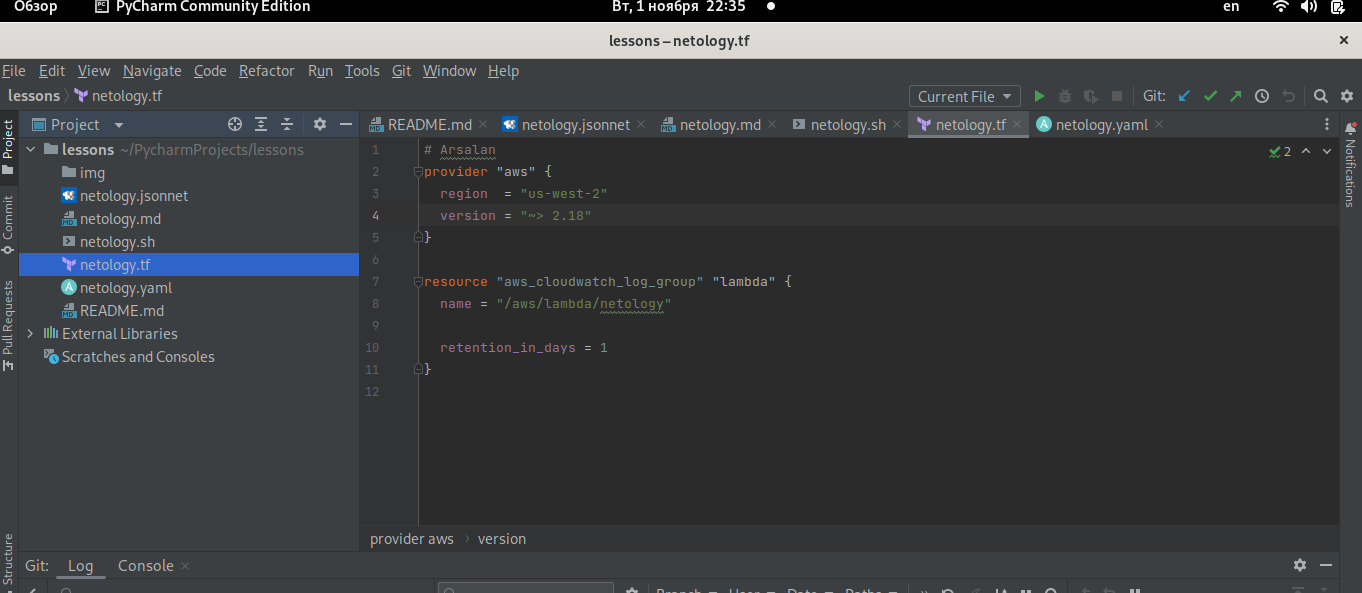 Обзор PyCharm Community Edition Вт, 1 ноября 22:35 en
lessons – netology.tf
File Edit View Navigate Code Refactor Run Tools Git Window Help
lessons netology.tf Current File Git:
Project README.md netology.jsonnet netology.md netology.sh netology.tf netology.yaml
Project
Commit
Pull Requests
Structure
lessons ~/PycharmProjects/lessons
img
netology.jsonnet
netology.md
netology.sh
netology.tf
netology.yaml
README.md
External Libraries
Scratches and Consoles
1 # Arsalan
2 provider "aws" {
3 region  = "us-west-2"
4 version = "~> 2.18"
5 }
6
7 resource "aws_cloudwatch_log_group" "lambda" {
8 name = "/aws/lambda/netology"
9
10 retention_in_days = 1
11 }
12
2
Notifications
provider aws version
Git: Log Console
Branch User Date Paths